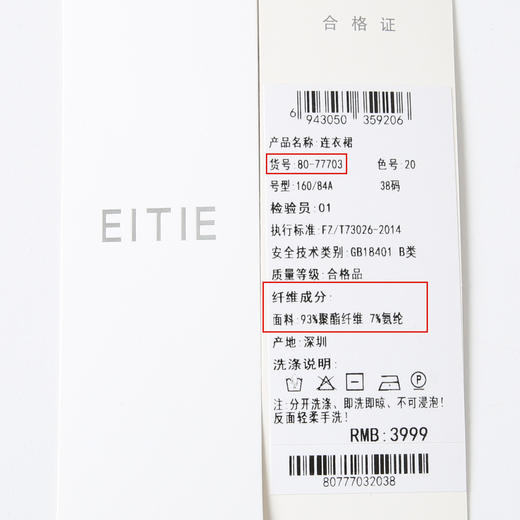 EITIE
合格证
6 943050 359206
产品名称:连衣裙
货号:80-77703 色号:20
号型:160/84A 38码
检验员:01
执行标准:FZ/T73026-2014
安全技术类别:GB18401 B类
质量等级:合格品
纤维成分:
面料:93%聚酯纤维 7%氨纶
产地:深圳
洗涤说明:
注:分开洗涤、即洗即晾、不可浸泡!
反面轻柔手洗!
RMB:3999
80777032038